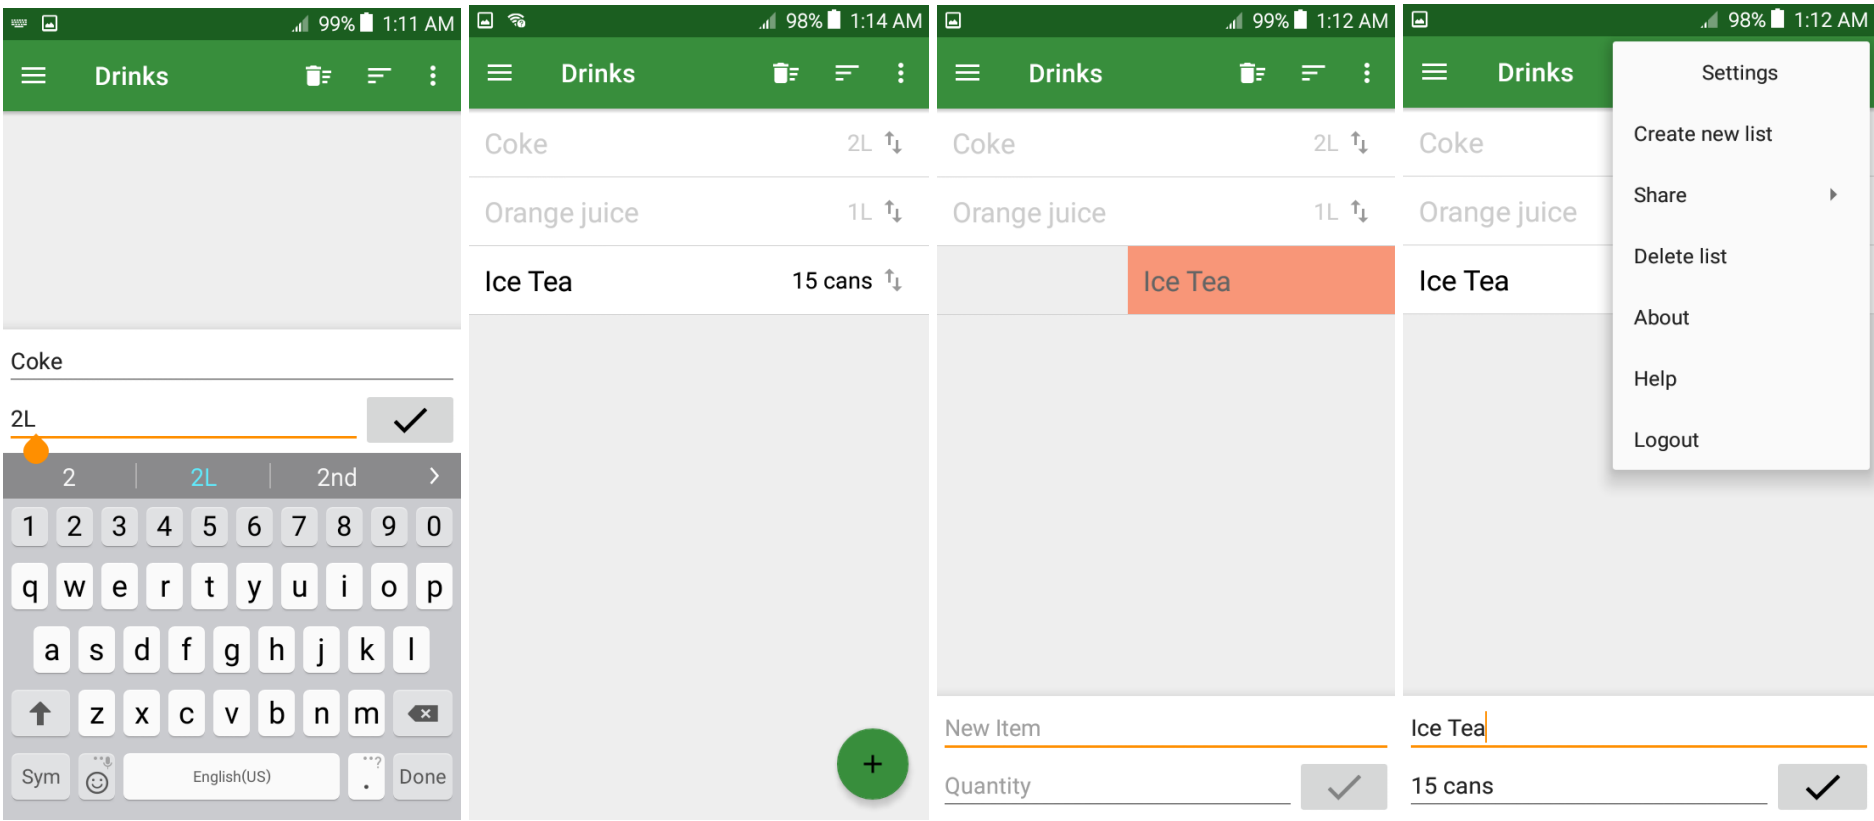 99% 1:11 AM
Drinks
Coke
2L
2 2L 2nd
1 2 3 4 5 6 7 8 9 0
q w e r t y u i o p
a s d f g h j k l
z x c v b n m
Sym English(US) ..? . Done
98% 1:14 AM
Drinks
Coke 2L
Orange juice 1L
Ice Tea 15 cans
+
99% 1:12 AM
Drinks
Coke 2L
Orange juice 1L
Ice Tea
New Item
Quantity
98% 1:12 AM
Drinks
Coke
Orange juice
Ice Tea
Settings
Create new list
Share
Delete list
About
Help
Logout
Ice Tea
15 cans